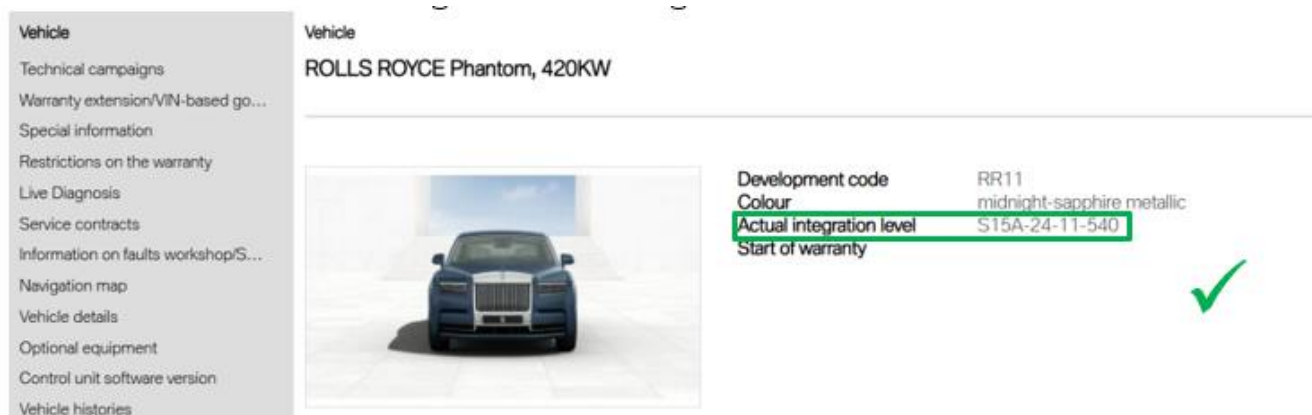 Vehicle
Technical campaigns
Warranty extension/VIN-based go...
Special information
Restrictions on the warranty
Live Diagnosis
Service contracts
Information on faults workshop/S...
Navigation map
Vehicle details
Optional equipment
Control unit software version
Vehicle histories
Vehicle
ROLLS ROYCE Phantom, 420KW
Development code RR11
Colour midnight-sapphire metallic
Actual integration level S15A-24-11-540
Start of warranty